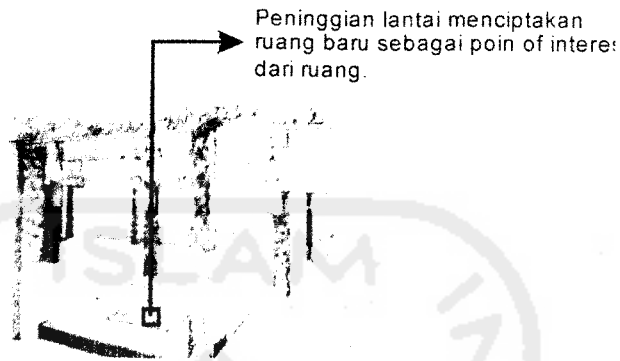 Peninggian lantai menciptakan
ruang baru sebagai poin of interes
dari ruang.
ISLAM